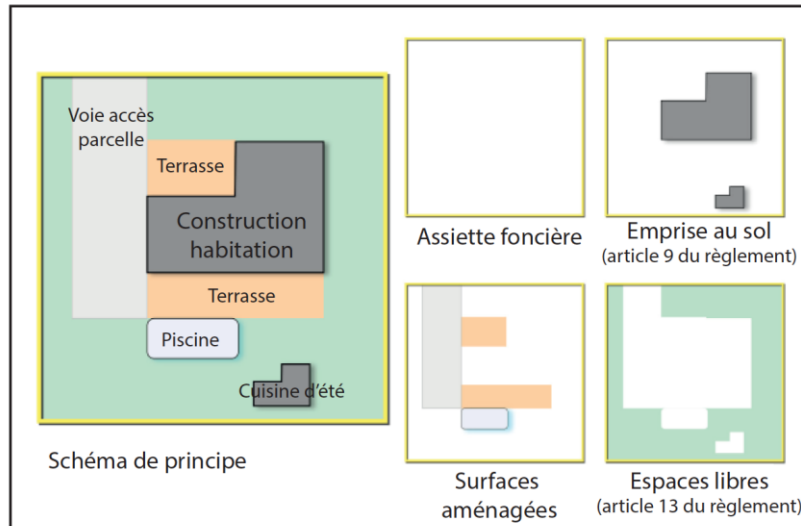 Voie accès
parcelle
Terrasse
Construction
habitation
Terrasse
Piscine
Cuisine d'été
Schéma de principe
Assiette foncière
Emprise au sol
(article 9 du règlement)
Surfaces
aménagées
Espaces libres
(article 13 du règlement)